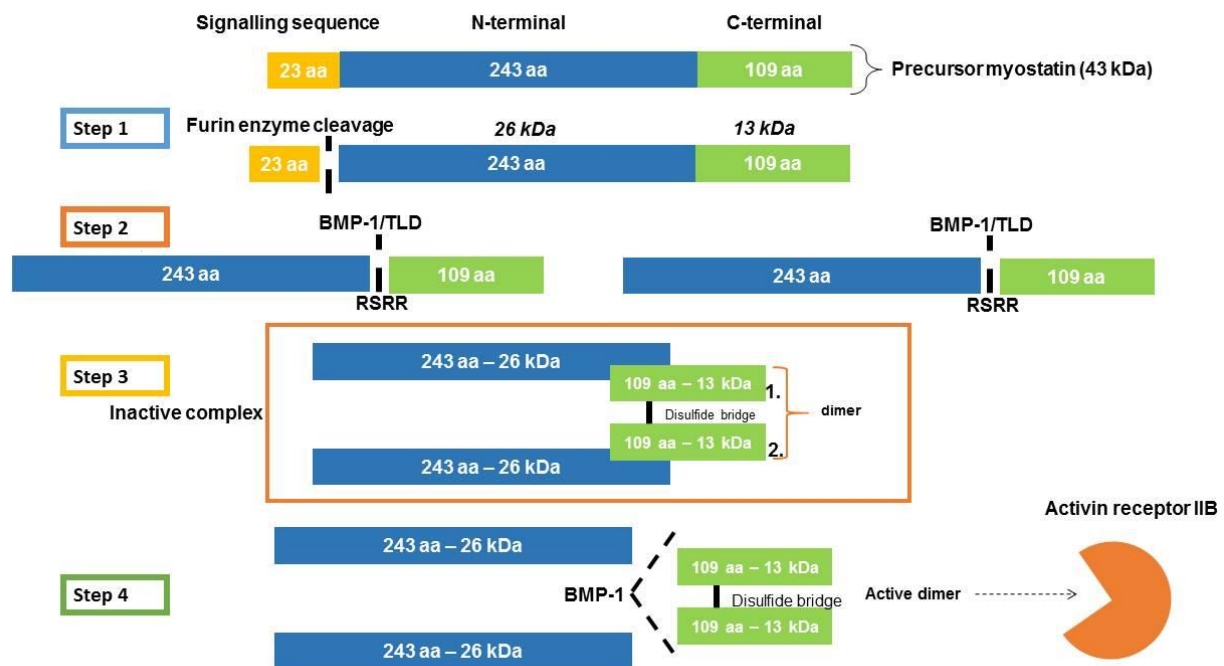 Signalling sequence
N-terminal
C-terminal
23 aa
243 aa
109 aa
Precursor myostatin (43 kDa)
Step 1
Furin enzyme cleavage
26 kDa
13 kDa
23 aa
243 aa
109 aa
Step 2
BMP-1/TLD
BMP-1/TLD
243 aa
109 aa
243 aa
109 aa
RSRR
RSRR
Step 3
243 aa – 26 kDa
109 aa – 13 kDa
1.
Inactive complex
Disulfide bridge
dimer
109 aa – 13 kDa
2.
243 aa – 26 kDa
Activin receptor IIB
Step 4
243 aa – 26 kDa
109 aa – 13 kDa
BMP-1
Disulfide bridge
Active dimer
109 aa – 13 kDa
243 aa – 26 kDa